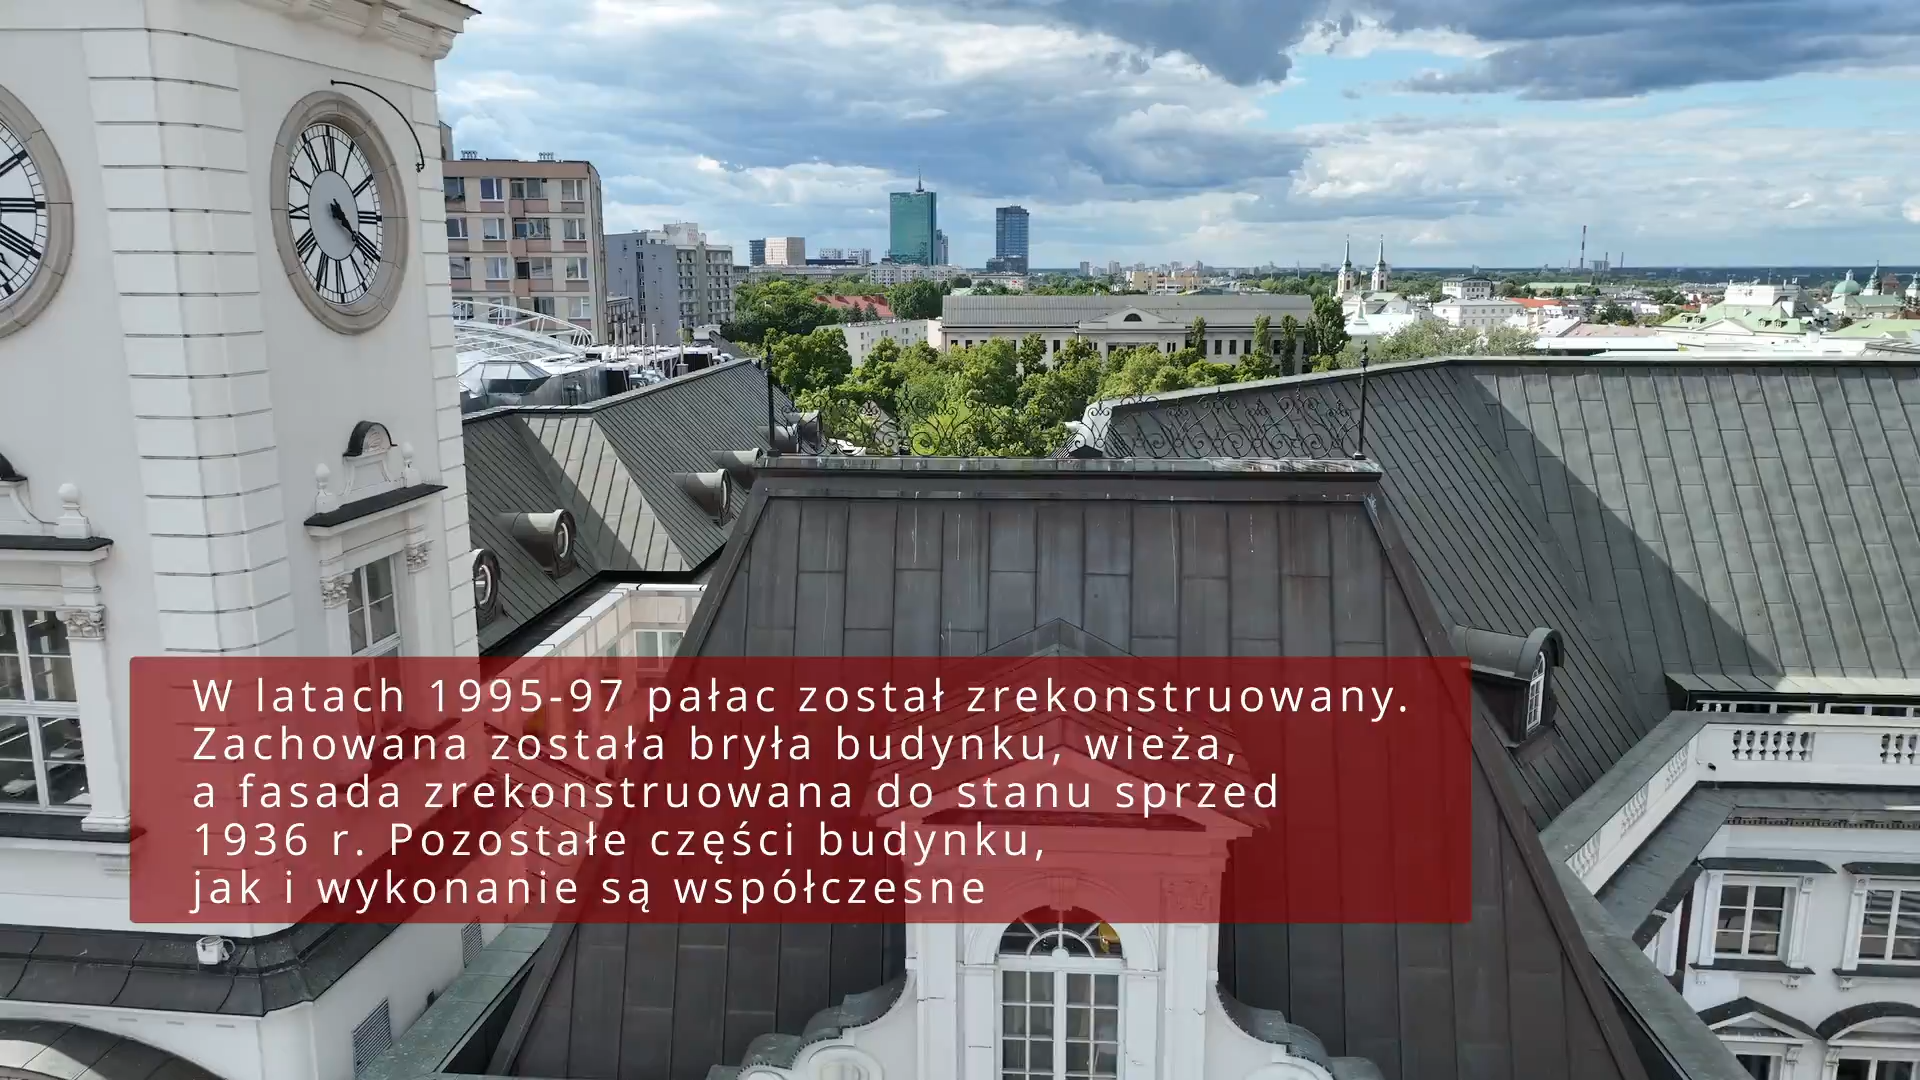 W latach 1995-97 pałac został zrekonstruowany.
Zachowana została bryła budynku, wieża,
a fasada zrekonstruowana do stanu sprzed
1936 r. Pozostałe części budynku,
jak i wykonanie są współczesne